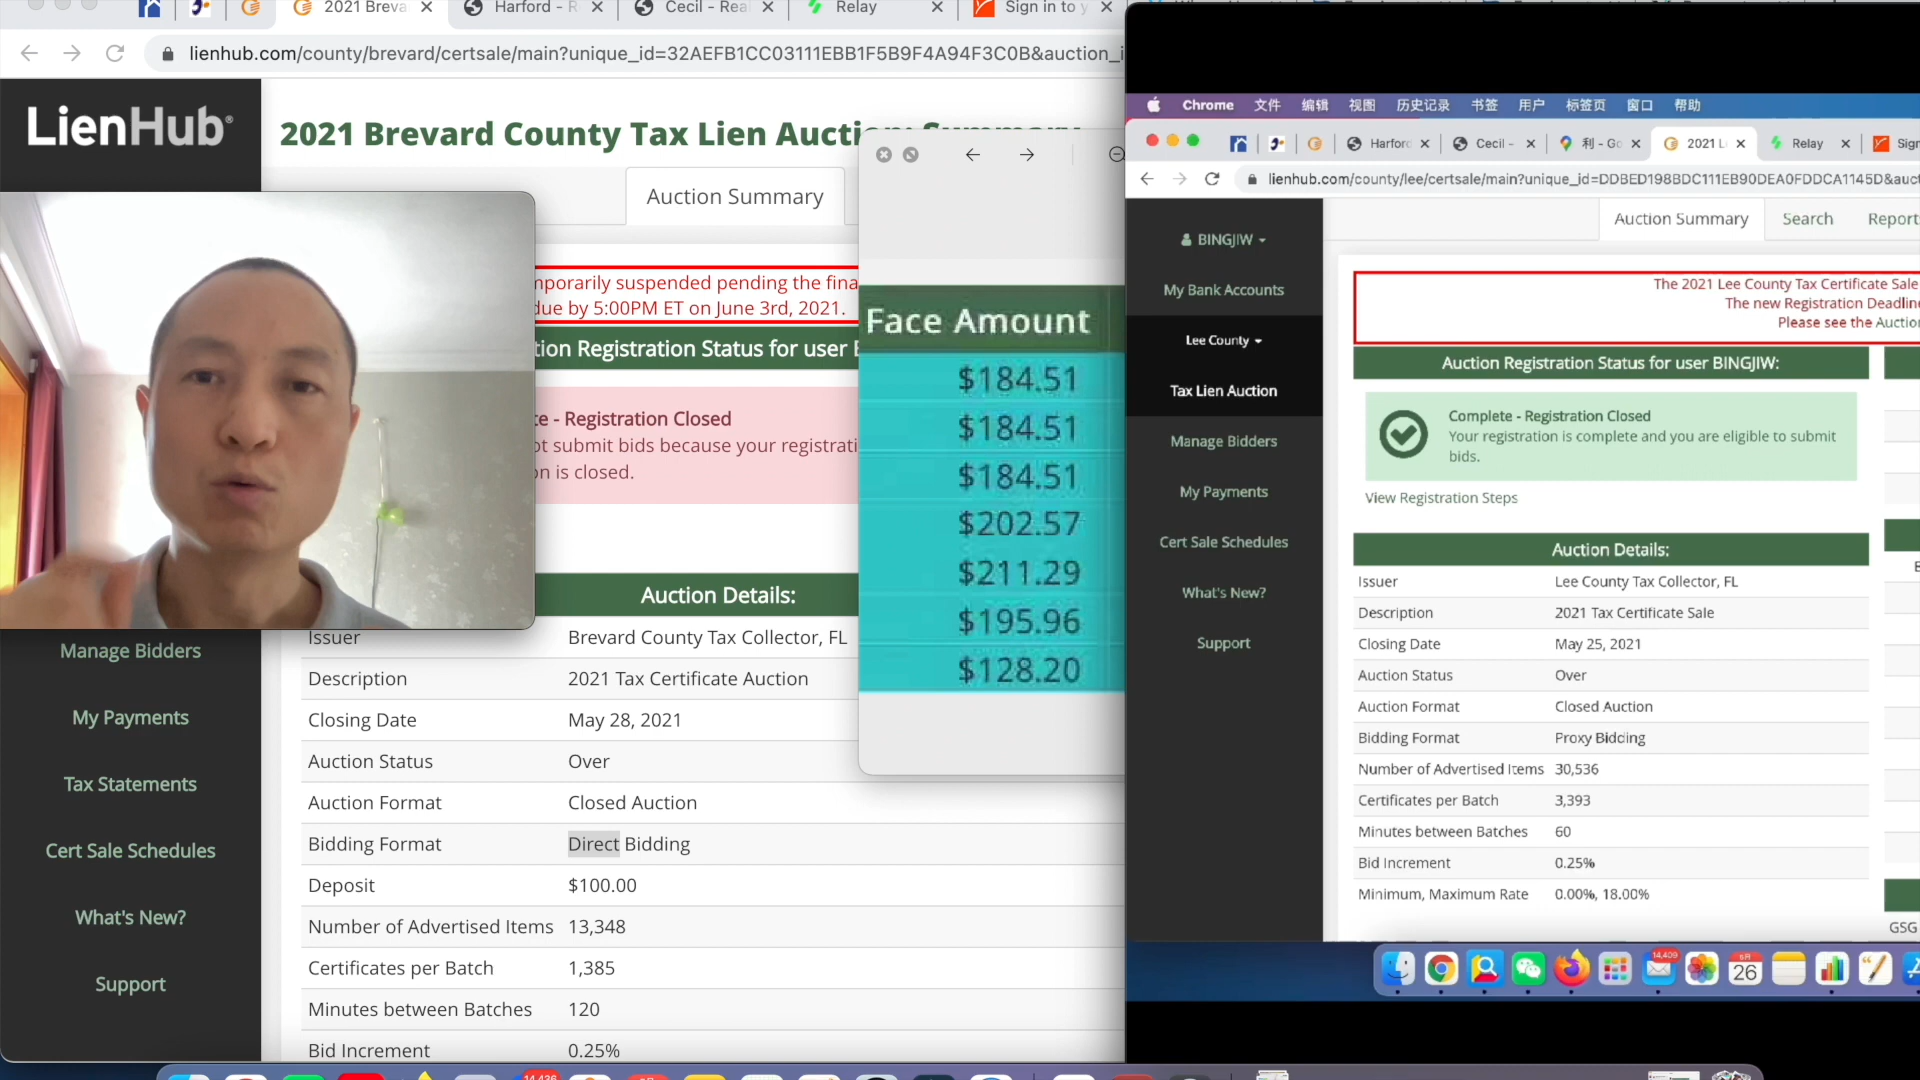 2021 Breva
Harford - R
Cecil - Rea
Relay
Sign in to y
lienhub.com/county/brevard/certsale/main?unique_id=32AEFB1CC03111EBB1F5B9F4A94F3C0B&auction_i
LienHub®
2021 Brevard County Tax Lien Auction: Summary
Auction Summary
mporarily suspended pending the fina
due by 5:00PM ET on June 3rd, 2021.
tion Registration Status for user
te - Registration Closed
ot submit bids because your registrati
on is closed.
Auction Details:
Issuer Brevard County Tax Collector, FL
Description 2021 Tax Certificate Auction
Closing Date May 28, 2021
Auction Status Over
Auction Format Closed Auction
Bidding Format Direct Bidding
Deposit $100.00
Number of Advertised Items 13,348
Certificates per Batch 1,385
Minutes between Batches 120
Bid Increment 0.25%
Manage Bidders
My Payments
Tax Statements
Cert Sale Schedules
What's New?
Support
14,436
Face Amount
$184.51
$184.51
$184.51
$202.57
$211.29
$195.96
$128.20
Chrome 文件 编辑 视图 历史记录 书签 用户 标签页 窗口 帮助
Harford
Cecil -
利 - Go
2021 L
Relay
Sign
lienhub.com/county/lee/certsale/main?unique_id=DDBED198BDC111EB90DEA0FDDCA1145D&auct
Auction Summary Search Reports
BINGJIW
My Bank Accounts
Lee County
Tax Lien Auction
Manage Bidders
My Payments
Cert Sale Schedules
What's New?
Support
The 2021 Lee County Tax Certificate Sale
The new Registration Deadline
Please see the Auction
Auction Registration Status for user BINGJIW:
Complete - Registration Closed
Your registration is complete and you are eligible to submit
bids.
View Registration Steps
Auction Details:
Issuer Lee County Tax Collector, FL
Description 2021 Tax Certificate Sale
Closing Date May 25, 2021
Auction Status Over
Auction Format Closed Auction
Bidding Format Proxy Bidding
Number of Advertised Items 30,536
Certificates per Batch 3,393
Minutes between Batches 60
Bid Increment 0.25%
Minimum, Maximum Rate 0.00%, 18.00%
GSG
14,409
5月
26